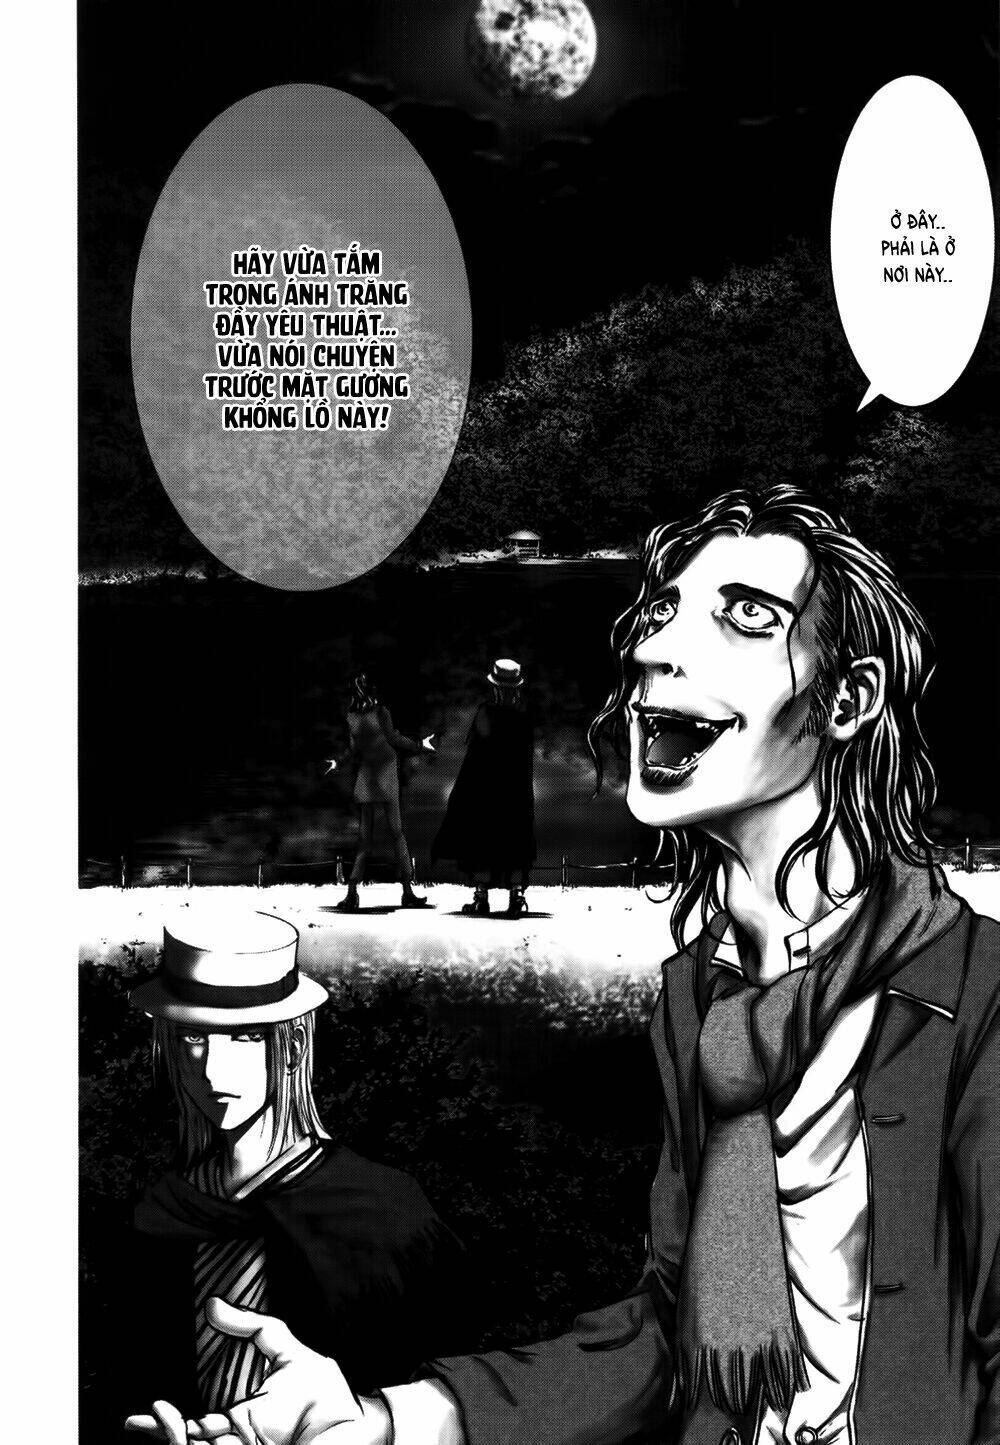 Ở ĐÂY..
PHẢI LÀ Ở
NƠI NÀY..
HÃY VỪA TẮM
TRONG ÁNH TRĂNG
ĐẦY YÊU THUẬT...
VỪA NÓI CHUYỆN
TRƯỚC MẶT GƯƠNG
KHỔNG LỒ NÀY!